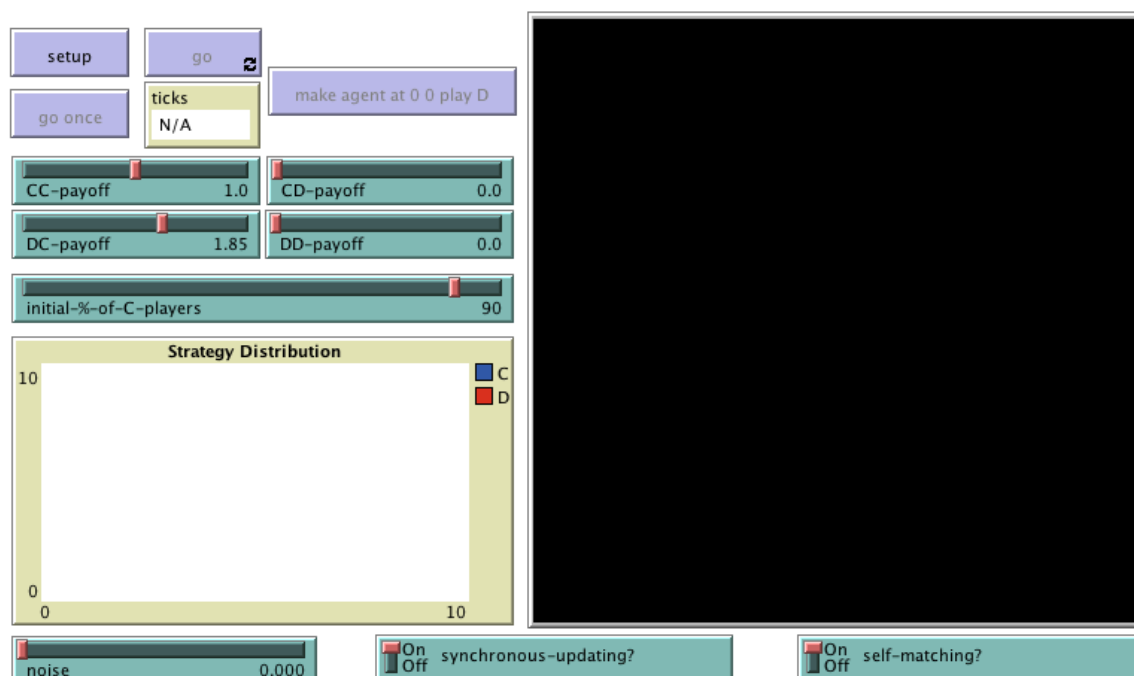 setup
go
go once
ticks
N/A
make agent at 0 0 play D
CC-payoff 1.0
CD-payoff 0.0
DC-payoff 1.85
DD-payoff 0.0
initial-%-of-C-players 90
Strategy Distribution
10
C
D
0
0 10
noise 0.000
On
Off
synchronous-updating?
On
Off
self-matching?